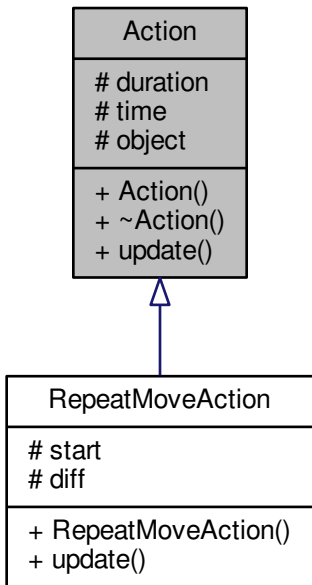 Action
# duration
# time
# object
+ Action()
+ ~Action()
+ update()
RepeatMoveAction
# start
# diff
+ RepeatMoveAction()
+ update()